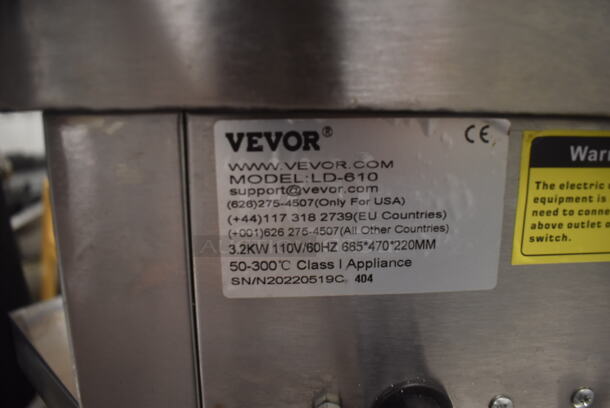 VEVOR®
CE
WWW.VEVOR.COM
MODEL:LD-610
support@vevor.com
(626)275-4507(Only For USA)
(+44)117 318 2739(EU Countries)
(+001)626 275-4507(All Other Countries)
3.2KW 110V/60HZ 665*470*220MM
50-300℃ Class I Appliance
SN/N20220519C 404
The electric
equipment is
need to conne
above outlet o
switch.